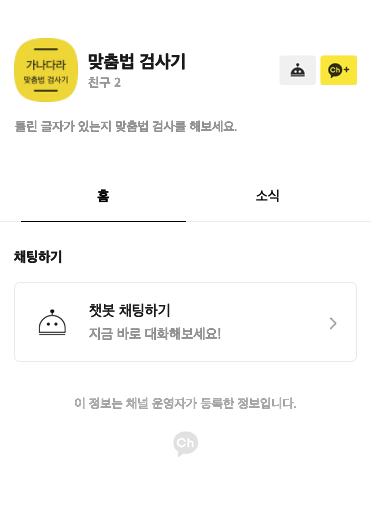 가나다라
맞춤법 검사기
맞춤법 검사기
친구 2
Ch+
틀린 글자가 있는지 맞춤법 검사를 해보세요.
홈
소식
채팅하기
챗봇 채팅하기
지금 바로 대화해보세요!
이 정보는 채널 운영자가 등록한 정보입니다.
Ch